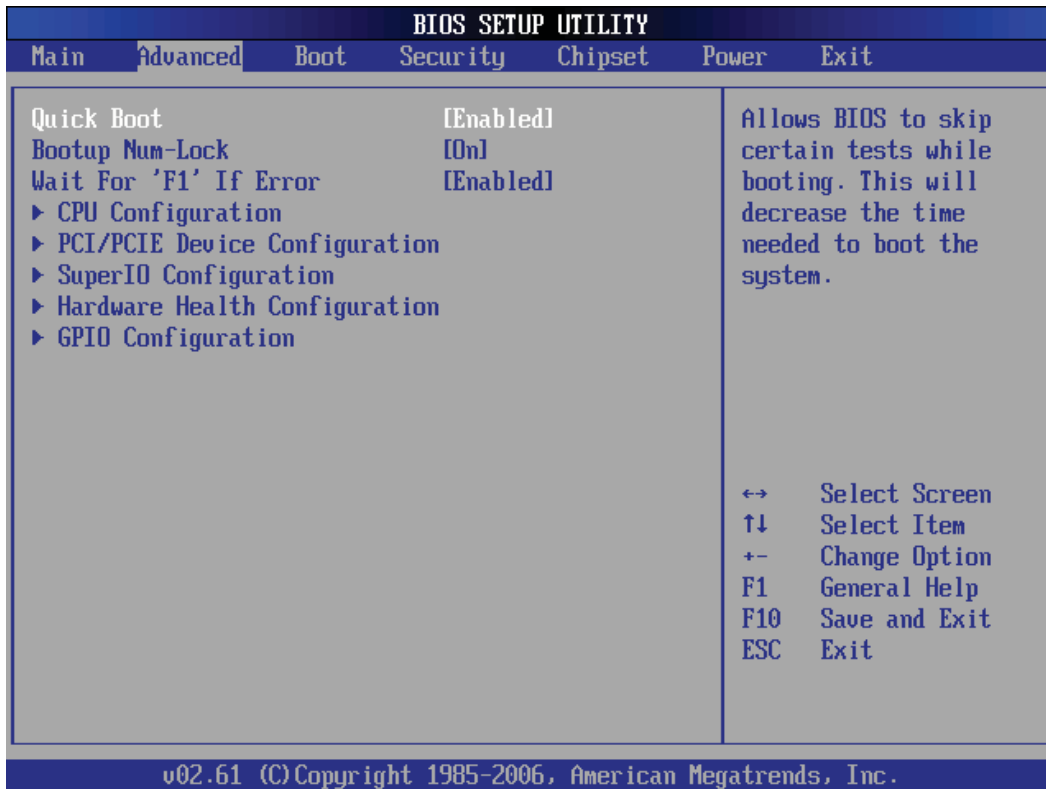 BIOS SETUP UTILITY
Main Advanced Boot Security Chipset Power Exit
Quick Boot [Enabled]
Bootup Num-Lock [On]
Wait For 'F1' If Error [Enabled]
▶ CPU Configuration
▶ PCI/PCIE Device Configuration
▶ SuperIO Configuration
▶ Hardware Health Configuration
▶ GPIO Configuration
Allows BIOS to skip
certain tests while
booting. This will
decrease the time
needed to boot the
system.
←→ Select Screen
↑↓ Select Item
+- Change Option
F1 General Help
F10 Save and Exit
ESC Exit
v02.61 (C)Copyright 1985-2006, American Megatrends, Inc.